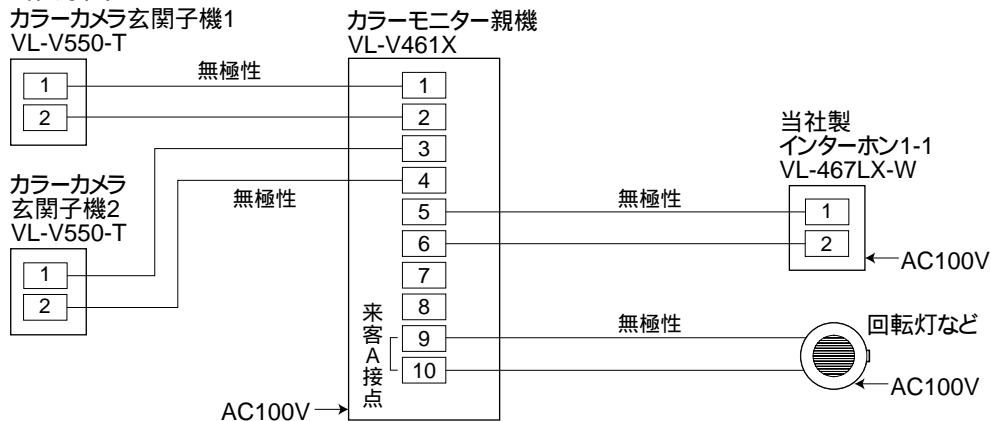 カラーカメラ玄関子機1
VL-V550-T
1
2
無極性
カラーカメラ
玄関子機2
VL-V550-T
1
2
無極性
カラーモニター親機
VL-V461X
1
2
3
4
5
6
7
8
9
10
来客A接点
AC100V
無極性
当社製
インターホン1-1
VL-467LX-W
1
2
AC100V
無極性
回転灯など
AC100V